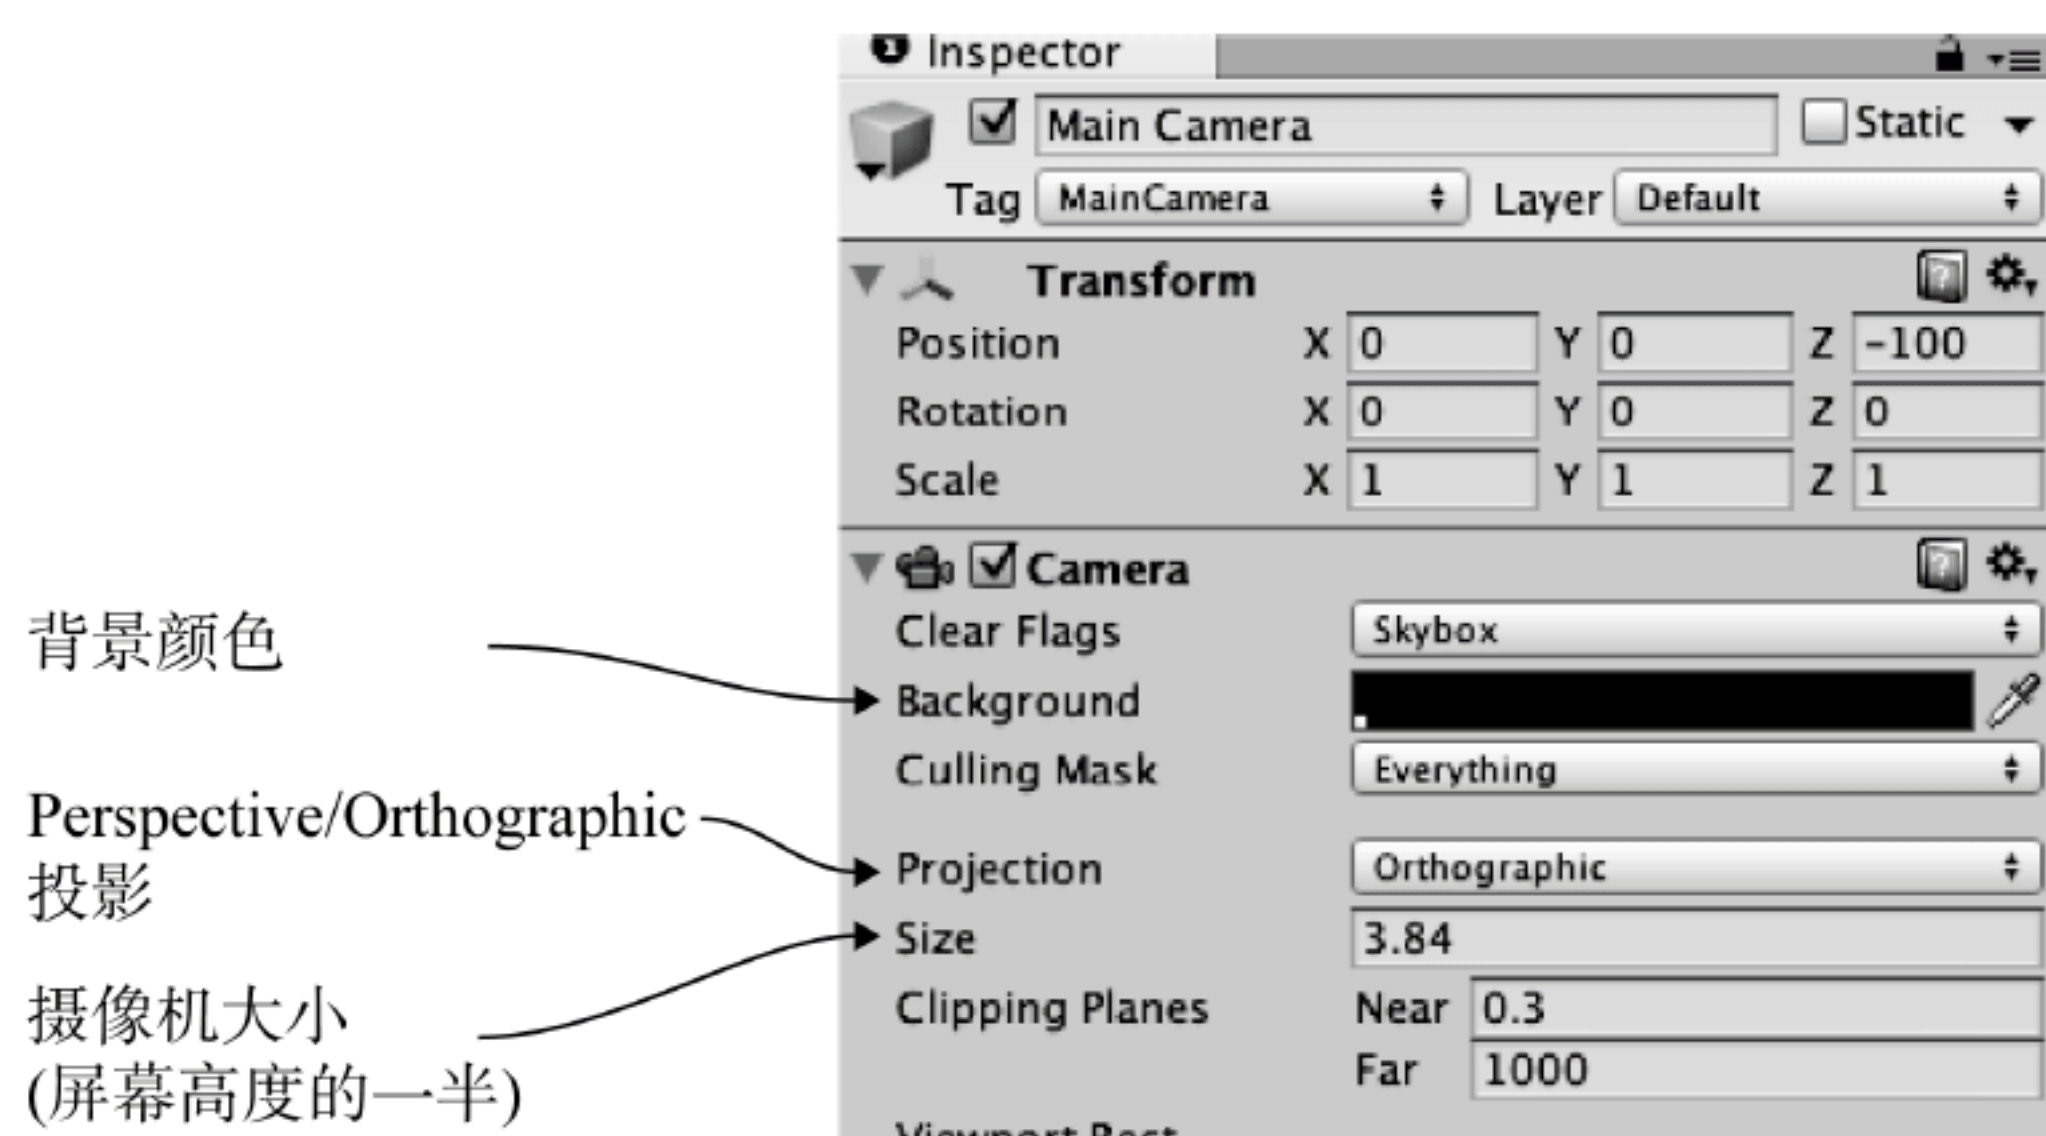 Inspector
Main Camera
Static
Tag MainCamera Layer Default
Transform
Position X 0 Y 0 Z -100
Rotation X 0 Y 0 Z 0
Scale X 1 Y 1 Z 1
Camera
Clear Flags Skybox
背景颜色
Background
Culling Mask Everything
Perspective/Orthographic
投影
Projection Orthographic
Size 3.84
摄像机大小
(屏幕高度的一半)
Clipping Planes Near 0.3
Far 1000